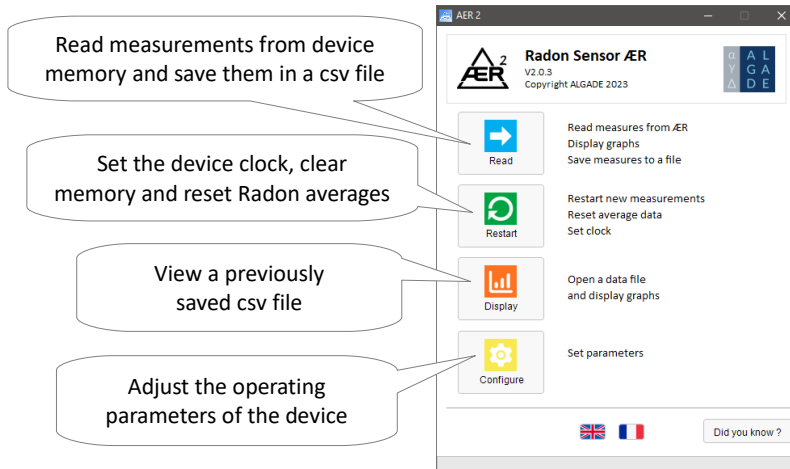 AER 2
Read measurements from device
memory and save them in a csv file
2
ÆR
Radon Sensor ÆR
V2.0.3
Copyright ALGADE 2023
α A L
γ G A
Δ D E
Read
Read measures from ÆR
Display graphs
Save measures to a file
Set the device clock, clear
memory and reset Radon averages
Restart
Restart new measurements
Reset average data
Set clock
View a previously
saved csv file
Display
Open a data file
and display graphs
Adjust the operating
parameters of the device
Configure
Set parameters
Did you know ?